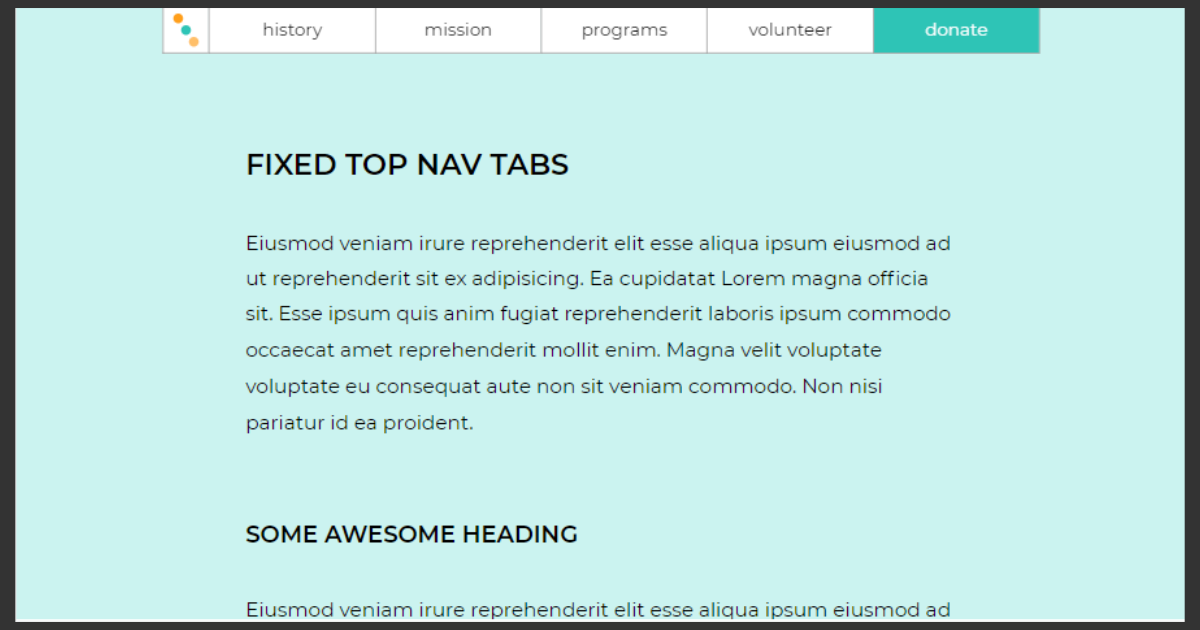 history mission programs volunteer donate
FIXED TOP NAV TABS
Eiusmod veniam irure reprehenderit elit esse aliqua ipsum eiusmod ad
ut reprehenderit sit ex adipisicing. Ea cupidatat Lorem magna officia
sit. Esse ipsum quis anim fugiat reprehenderit laboris ipsum commodo
occaecat amet reprehenderit mollit enim. Magna velit voluptate
voluptate eu consequat aute non sit veniam commodo. Non nisi
pariatur id ea proident.
SOME AWESOME HEADING
Eiusmod veniam irure reprehenderit elit esse aliqua ipsum eiusmod ad